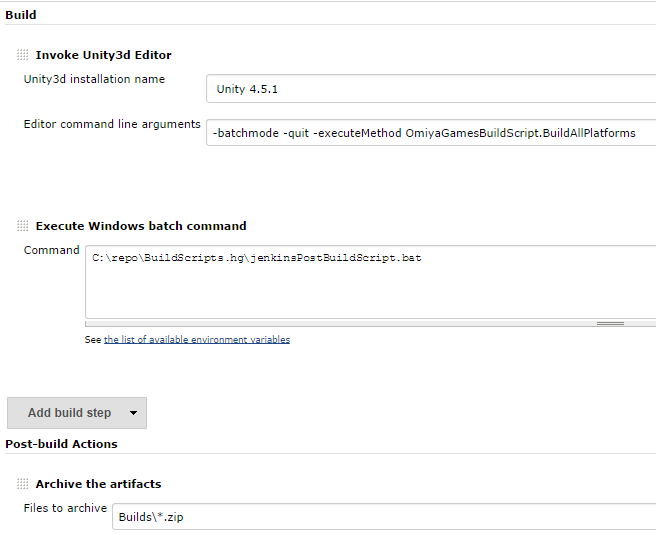 Build
Invoke Unity3d Editor
Unity3d installation name
Unity 4.5.1
Editor command line arguments
-batchmode -quit -executeMethod OmiyaGamesBuildScript.BuildAllPlatforms
Execute Windows batch command
Command
C:\repo\BuildScripts.hg\jenkinsPostBuildScript.bat
See the list of available environment variables
Add build step
Post-build Actions
Archive the artifacts
Files to archive
Builds\*.zip